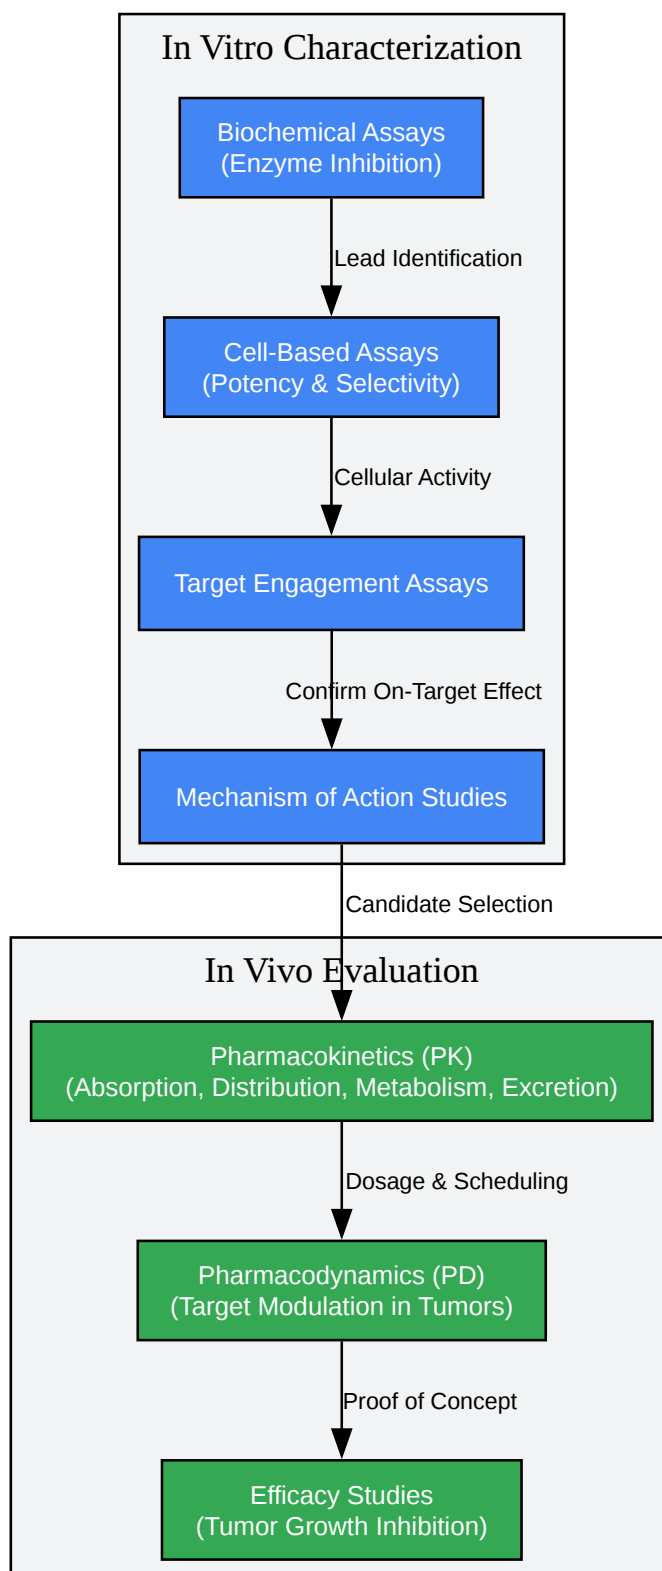 In Vitro Characterization
Biochemical Assays
(Enzyme Inhibition)
Lead Identification
Cell-Based Assays
(Potency & Selectivity)
Cellular Activity
Target Engagement Assays
Confirm On-Target Effect
Mechanism of Action Studies
Candidate Selection
In Vivo Evaluation
Pharmacokinetics (PK)
(Absorption, Distribution, Metabolism, Excretion)
Dosage & Scheduling
Pharmacodynamics (PD)
(Target Modulation in Tumors)
Proof of Concept
Efficacy Studies
(Tumor Growth Inhibition)